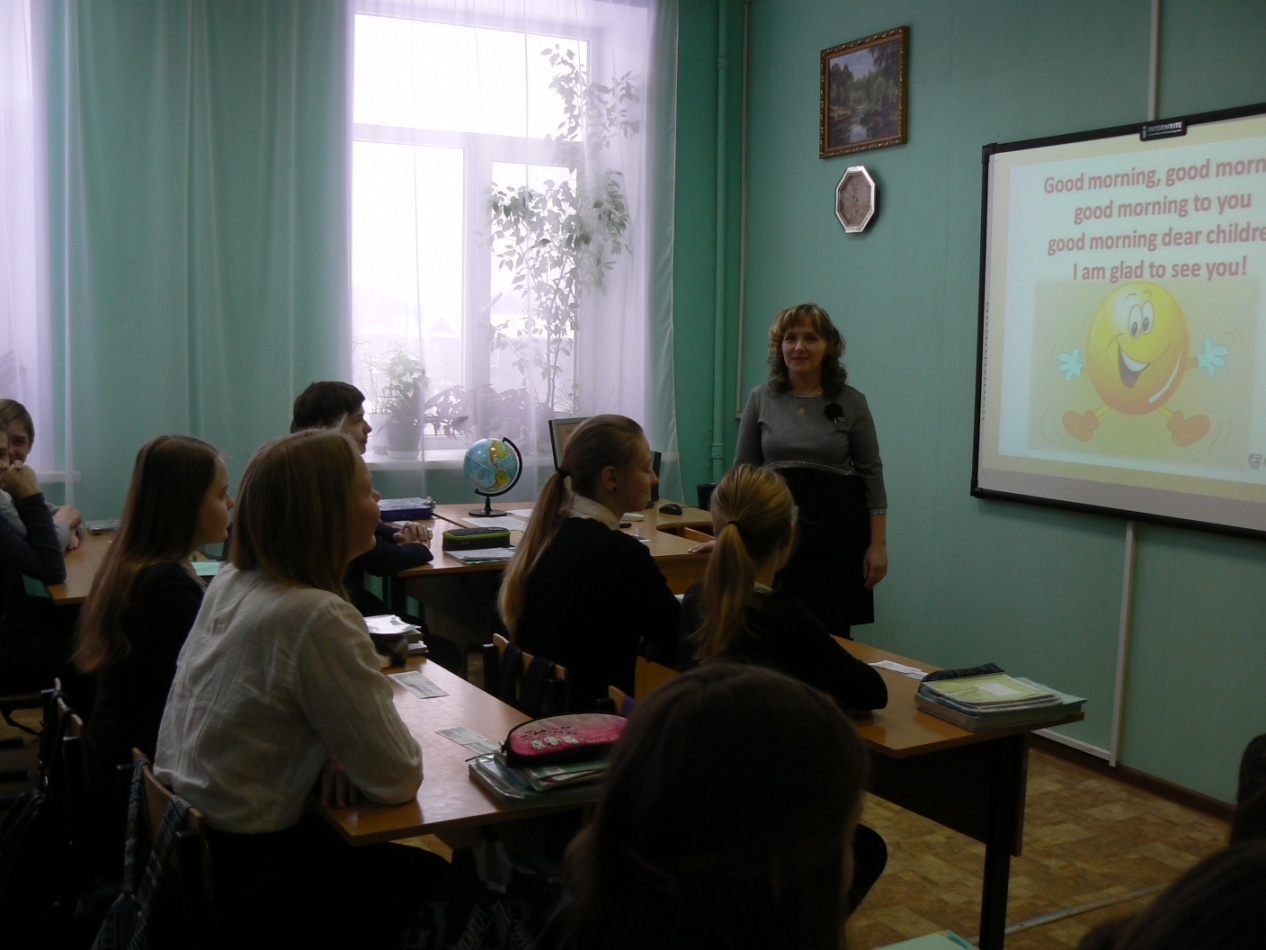 INTERWRITE
Good morning, good morn
good morning to you
good morning dear childre
I am glad to see you!